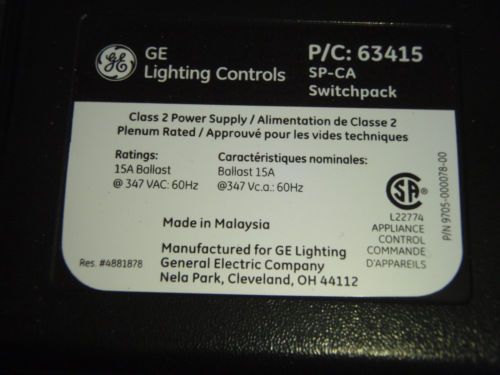 GE
Lighting Controls
P/C: 63415
SP-CA
Switchpack
Class 2 Power Supply / Alimentation de Classe 2
Plenum Rated / Approuvé pour les vides techniques
Ratings:
15A Ballast
@ 347 VAC: 60Hz
Caractéristiques nominales:
Ballast 15A
@347 Vc.a.: 60Hz
Made in Malaysia
Manufactured for GE Lighting
General Electric Company
Nela Park, Cleveland, OH 44112
Res. #4881878
L22774
APPLIANCE
CONTROL
COMMANDE
D'APPAREILS
P/N 9705-000078-00